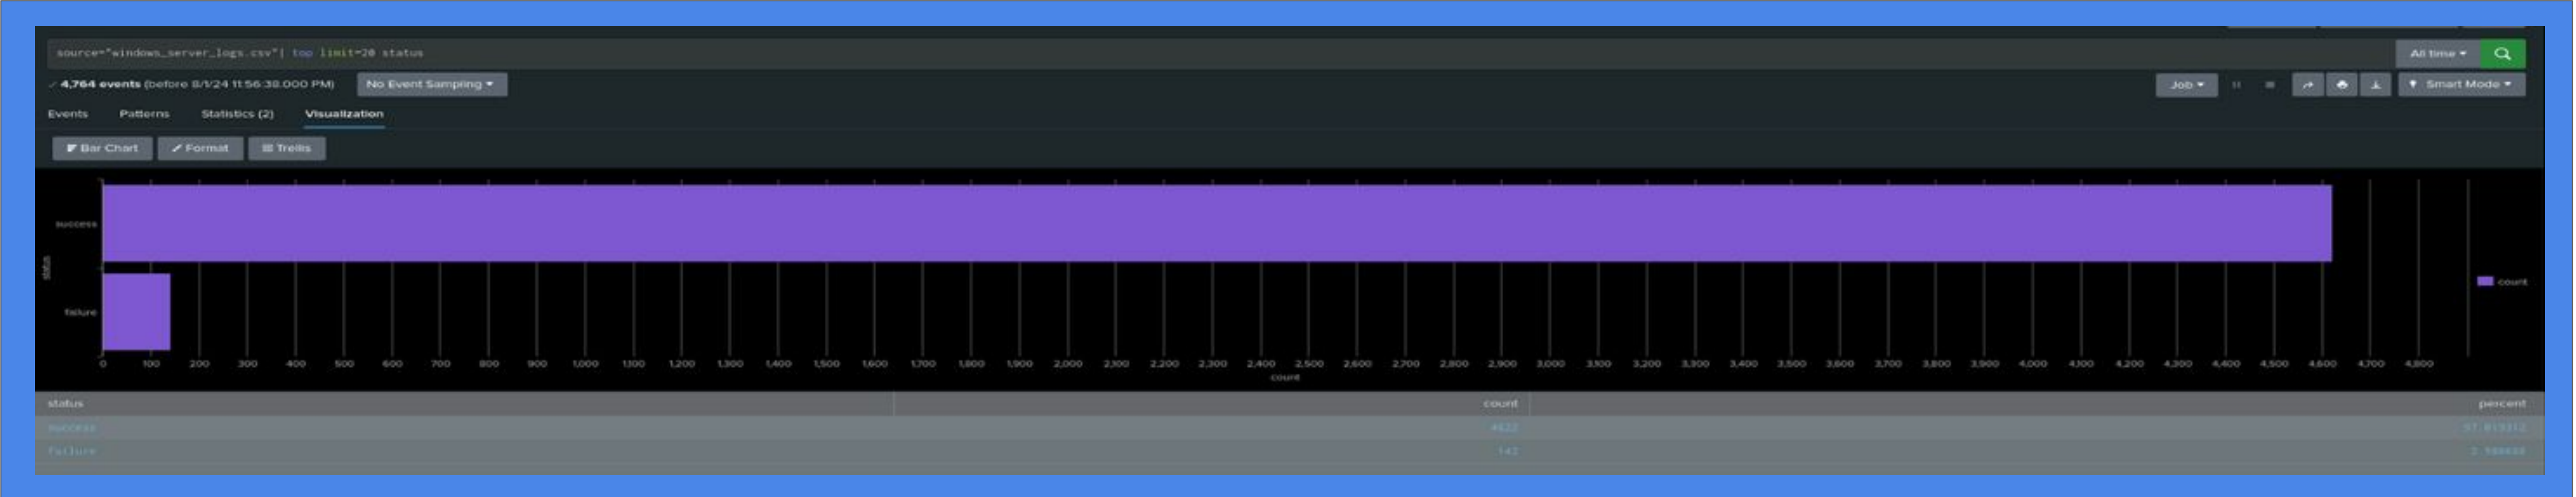 source="windows_server_logs.csv"| top limit=20 status
All time
4,764 events (before 8/1/24 11:56:38.000 PM)
No Event Sampling
Job
Smart Mode
Events Patterns Statistics (2) Visualization
Bar Chart Format Trellis
success
status
failure
count
0 100 200 300 400 500 600 700 800 900 1,000 1,100 1,200 1,300 1,400 1,500 1,600 1,700 1,800 1,900 2,000 2,100 2,200 2,300 2,400 2,500 2,600 2,700 2,800 2,900 3,000 3,100 3,200 3,300 3,400 3,500 3,600 3,700 3,800 3,900 4,000 4,100 4,200 4,300 4,400 4,500 4,600 4,700 4,800
count
status count percent
success 4622
failure 142